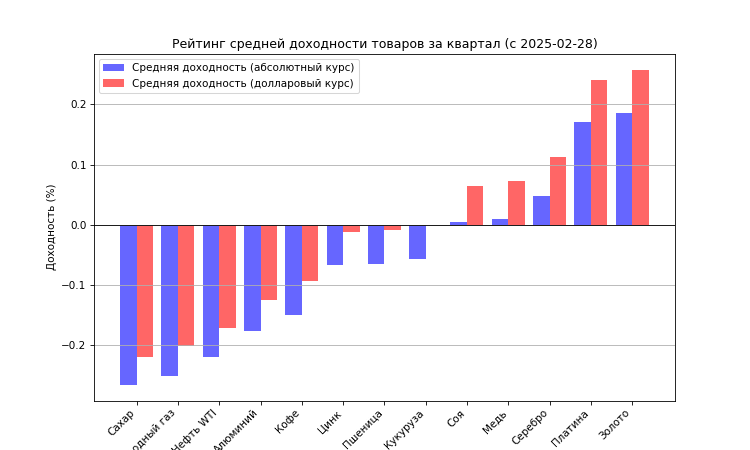 Рейтинг средней доходности товаров за квартал (с 2025-02-28)
Средняя доходность (абсолютный курс)
Средняя доходность (долларовый курс)
Доходность (%)
0.2
0.1
0.0
−0.1
−0.2
Сахар
одный газ
Нефть WTI
Алюминий
Кофе
Цинк
Пшеница
Кукуруза
Соя
Медь
Серебро
Платина
Золото